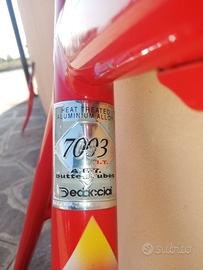 HEAT TREATED
ALUMINIUM ALLOY
7003
I.T.
A.I.T.
butted tubes
Dedacciai
subito